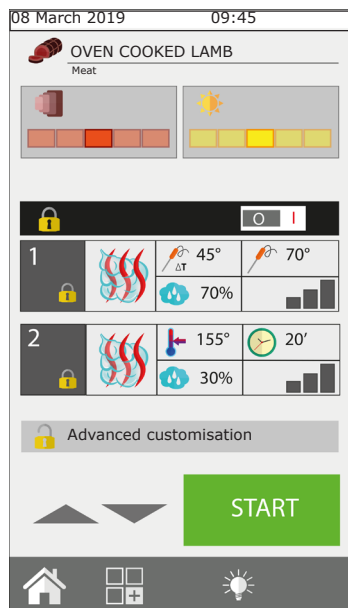 08 March 2019 09:45
OVEN COOKED LAMB
Meat
O I
1 45° 70°
ΔT
70%
2 155° 20’
30%
Advanced customisation
START